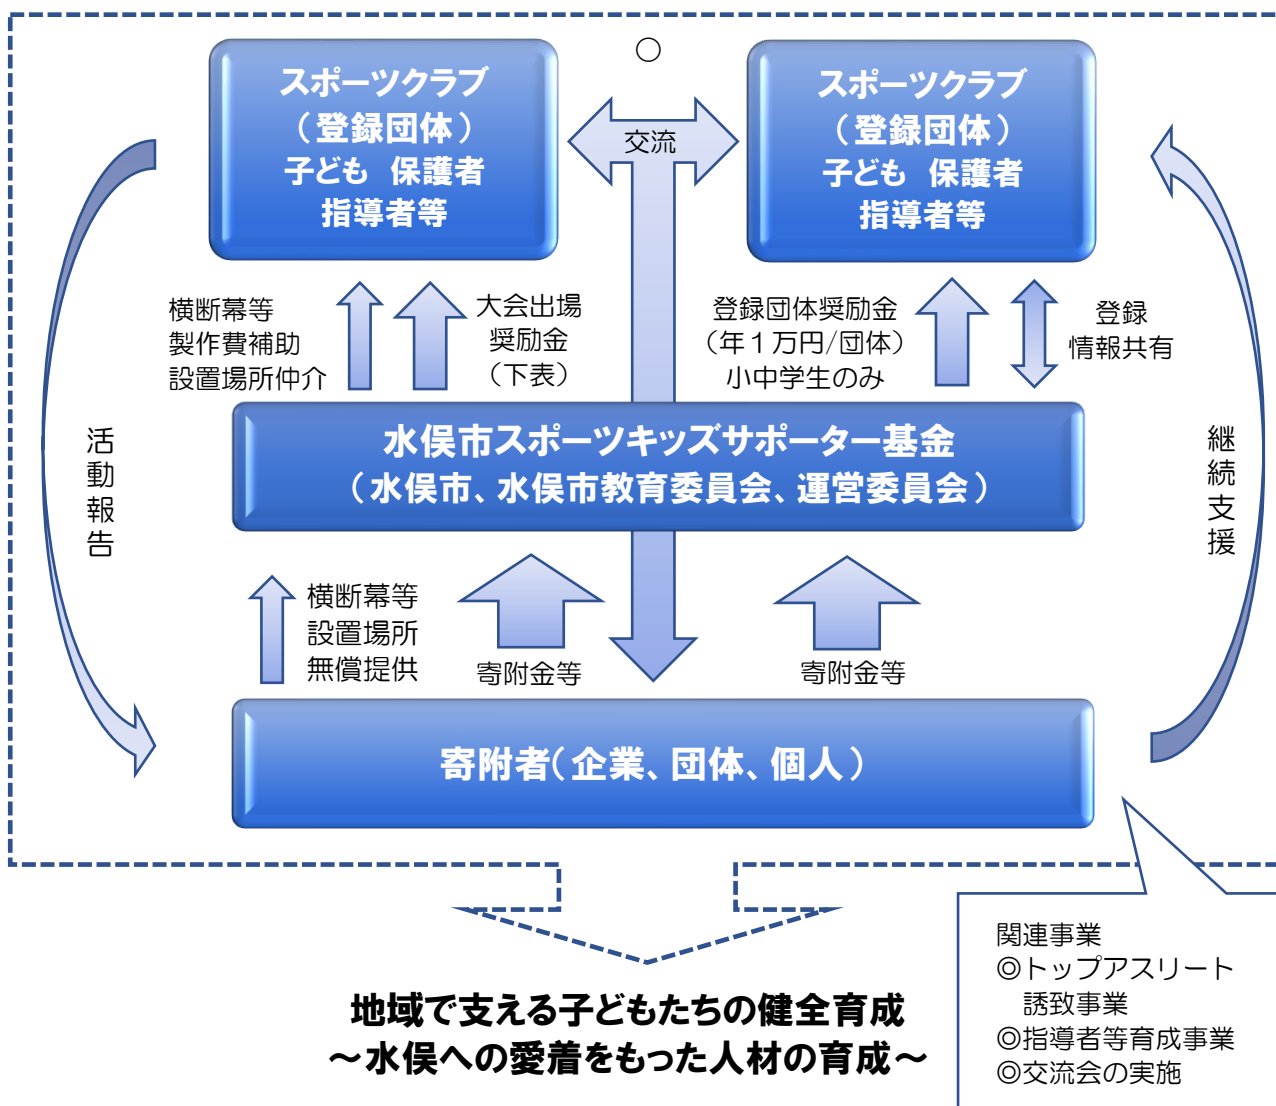 スポーツクラブ
（登録団体）
子ども　保護者
指導者等
○
交流
スポーツクラブ
（登録団体）
子ども　保護者
指導者等
横断幕等
製作費補助
設置場所仲介
大会出場
奨励金
（下表）
登録団体奨励金
（年１万円/団体）
小中学生のみ
登録
情報共有
活動報告
水俣市スポーツキッズサポーター基金
（水俣市、水俣市教育委員会、運営委員会）
継続支援
横断幕等
設置場所
無償提供
寄附金等
寄附金等
寄附者（企業、団体、個人）
地域で支える子どもたちの健全育成
～水俣への愛着をもった人材の育成～
関連事業
◎トップアスリート
誘致事業
◎指導者等育成事業
◎交流会の実施